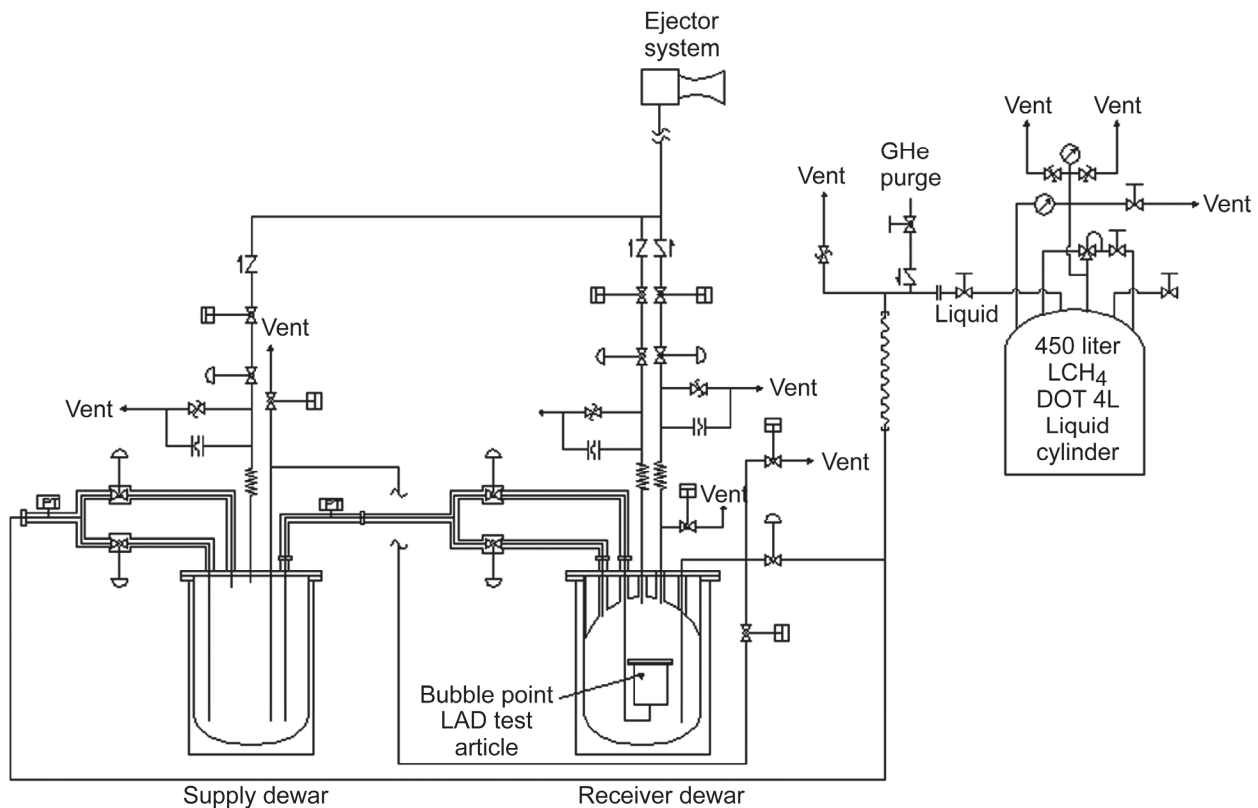 Ejector
system
Vent
Vent
GHe
purge
Vent
Vent
Vent
Liquid
450 liter
LCH4
DOT 4L
Liquid
cylinder
Vent
Vent
Vent
Vent
PT
PT
Bubble point
LAD test
article
Supply dewar
Receiver dewar